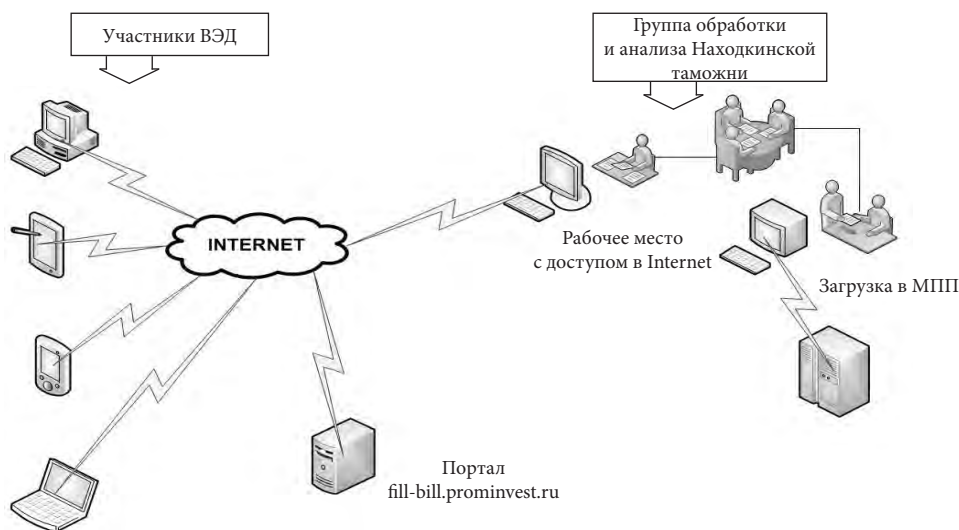 Участники ВЭД
Группа обработки
и анализа Находкинской
таможни
INTERNET
Рабочее место
с доступом в Internet
Загрузка в МПП
Портал
fill-bill.prominvest.ru